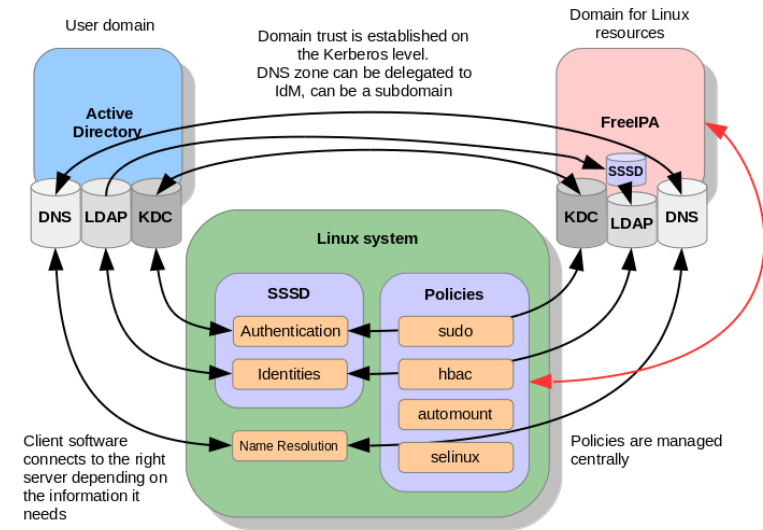 User domain
Domain trust is established on
the Kerberos level.
DNS zone can be delegated to
IdM, can be a subdomain
Domain for Linux
resources
Active
Directory
FreeIPA
SSSD
DNS
LDAP
KDC
KDC
LDAP
DNS
Linux system
SSSD
Authentication
Identities
Name Resolution
Policies
sudo
hbac
automount
selinux
Client software
connects to the right
server depending on
the information it
needs
Policies are managed
centrally